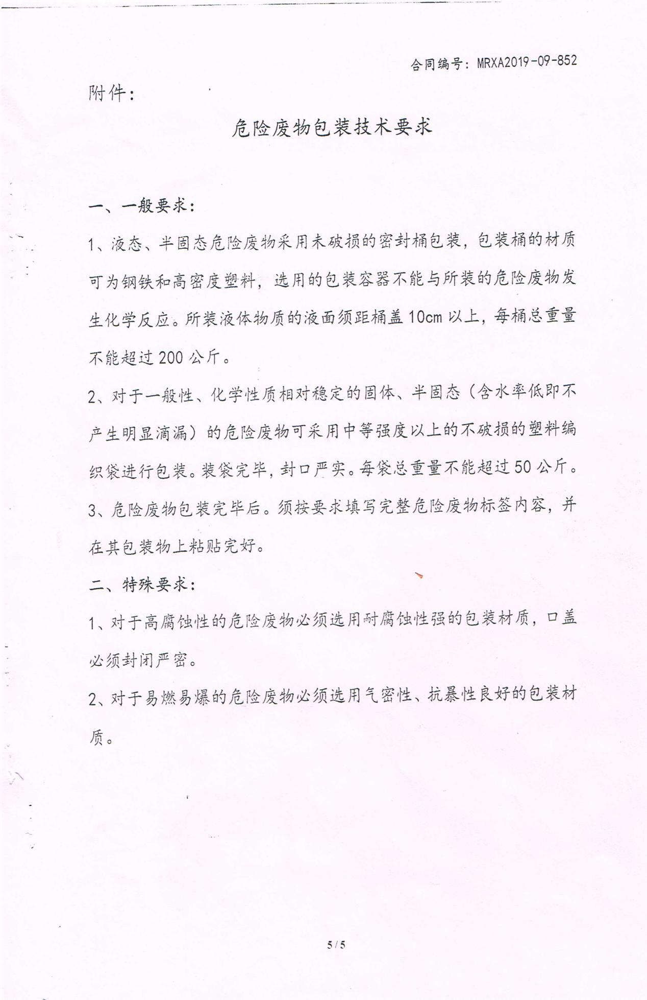 合同编号：MRXA2019-09-852
附件：
危险废物包装技术要求
一、一般要求：
1、液态、半固态危险废物采用未破损的密封桶包装，包装桶的材质
可为钢铁和高密度塑料，选用的包装容器不能与所装的危险废物发
生化学反应。所装液体物质的液面须距桶盖10cm以上，每桶总重量
不能超过200公斤。
2、对于一般性、化学性质相对稳定的固体、半固态（含水率低即不
产生明显滴漏）的危险废物可采用中等强度以上的不破损的塑料编
织袋进行包装。装袋完毕，封口严实。每袋总重量不能超过50公斤。
3、危险废物包装完毕后。须按要求填写完整危险废物标签内容，并
在其包装物上粘贴完好。
二、特殊要求：
1、对于高腐蚀性的危险废物必须选用耐腐蚀性强的包装材质，口盖
必须封闭严密。
2、对于易燃易爆的危险废物必须选用气密性、抗暴性良好的包装材
质。
5/5